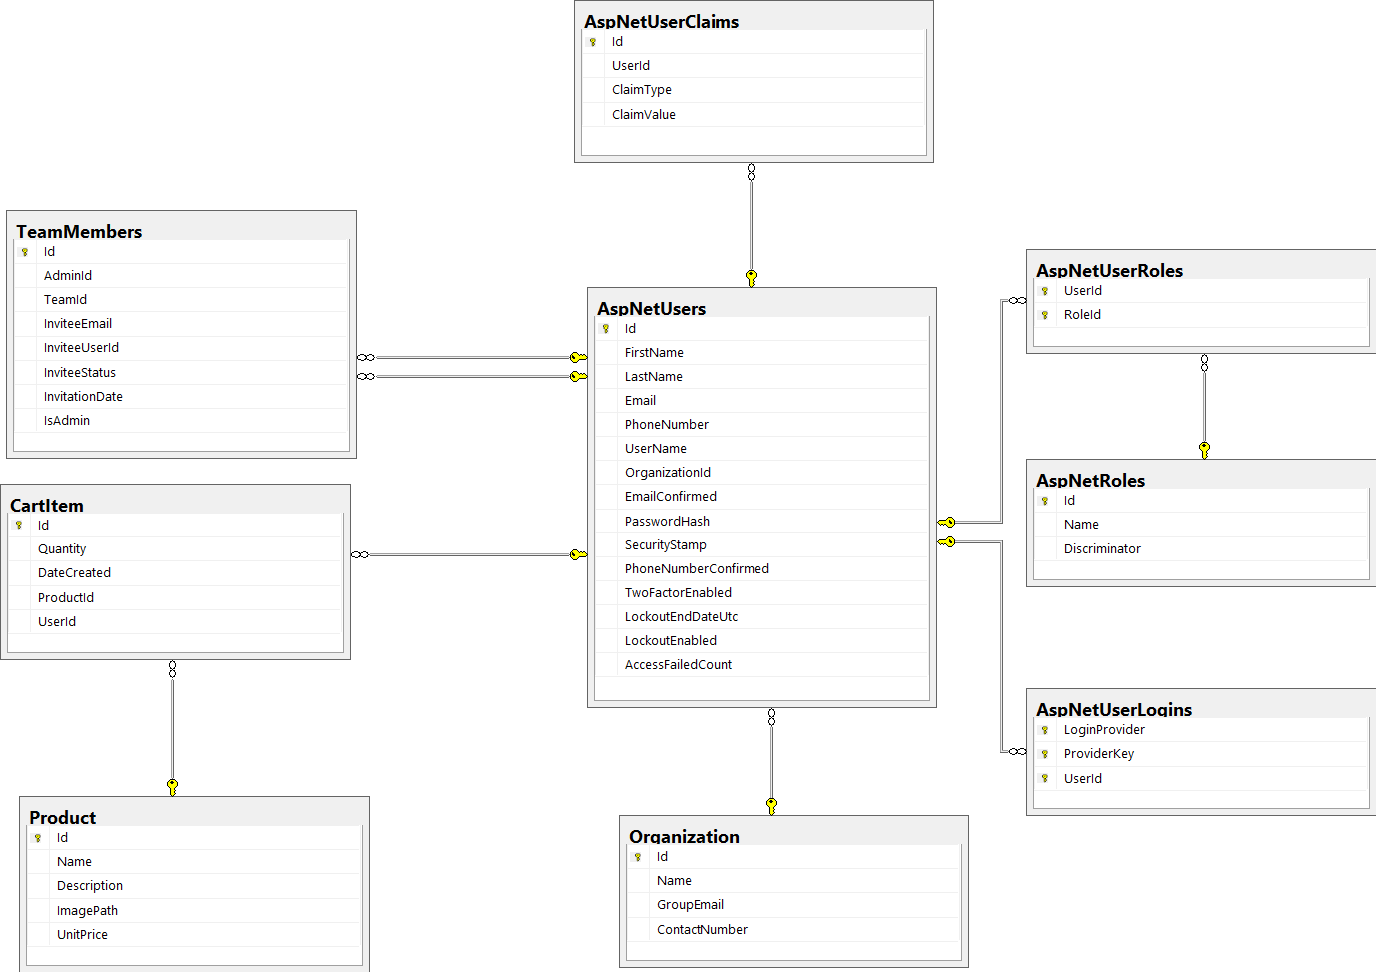 AspNetUserClaims
Id
UserId
ClaimType
ClaimValue
TeamMembers
Id
AdminId
TeamId
InviteeEmail
InviteeUserId
InviteeStatus
InvitationDate
IsAdmin
AspNetUsers
Id
FirstName
LastName
Email
PhoneNumber
UserName
OrganizationId
EmailConfirmed
PasswordHash
SecurityStamp
PhoneNumberConfirmed
TwoFactorEnabled
LockoutEndDateUtc
LockoutEnabled
AccessFailedCount
AspNetUserRoles
UserId
RoleId
AspNetRoles
Id
Name
Discriminator
CartItem
Id
Quantity
DateCreated
ProductId
UserId
AspNetUserLogins
LoginProvider
ProviderKey
UserId
Product
Id
Name
Description
ImagePath
UnitPrice
Organization
Id
Name
GroupEmail
ContactNumber